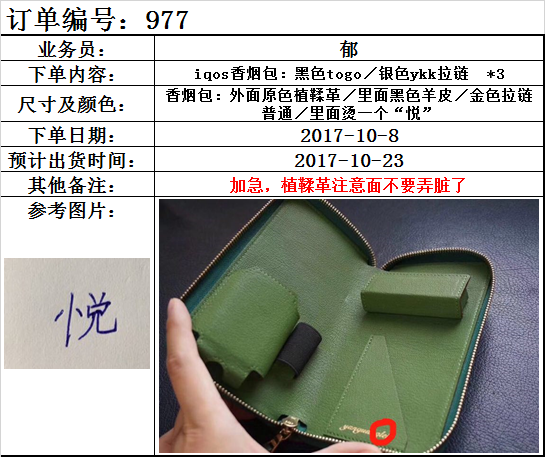 订单编号：977
业务员： 郁
下单内容： iqos香烟包：黑色togo／银色ykk拉链 *3
尺寸及颜色： 香烟包：外面原色植鞣革／里面黑色羊皮／金色拉链
普通／里面烫一个“悦”
下单日期： 2017-10-8
预计出货时间： 2017-10-23
其他备注： 加急，植鞣革注意面不要弄脏了
参考图片：
悦